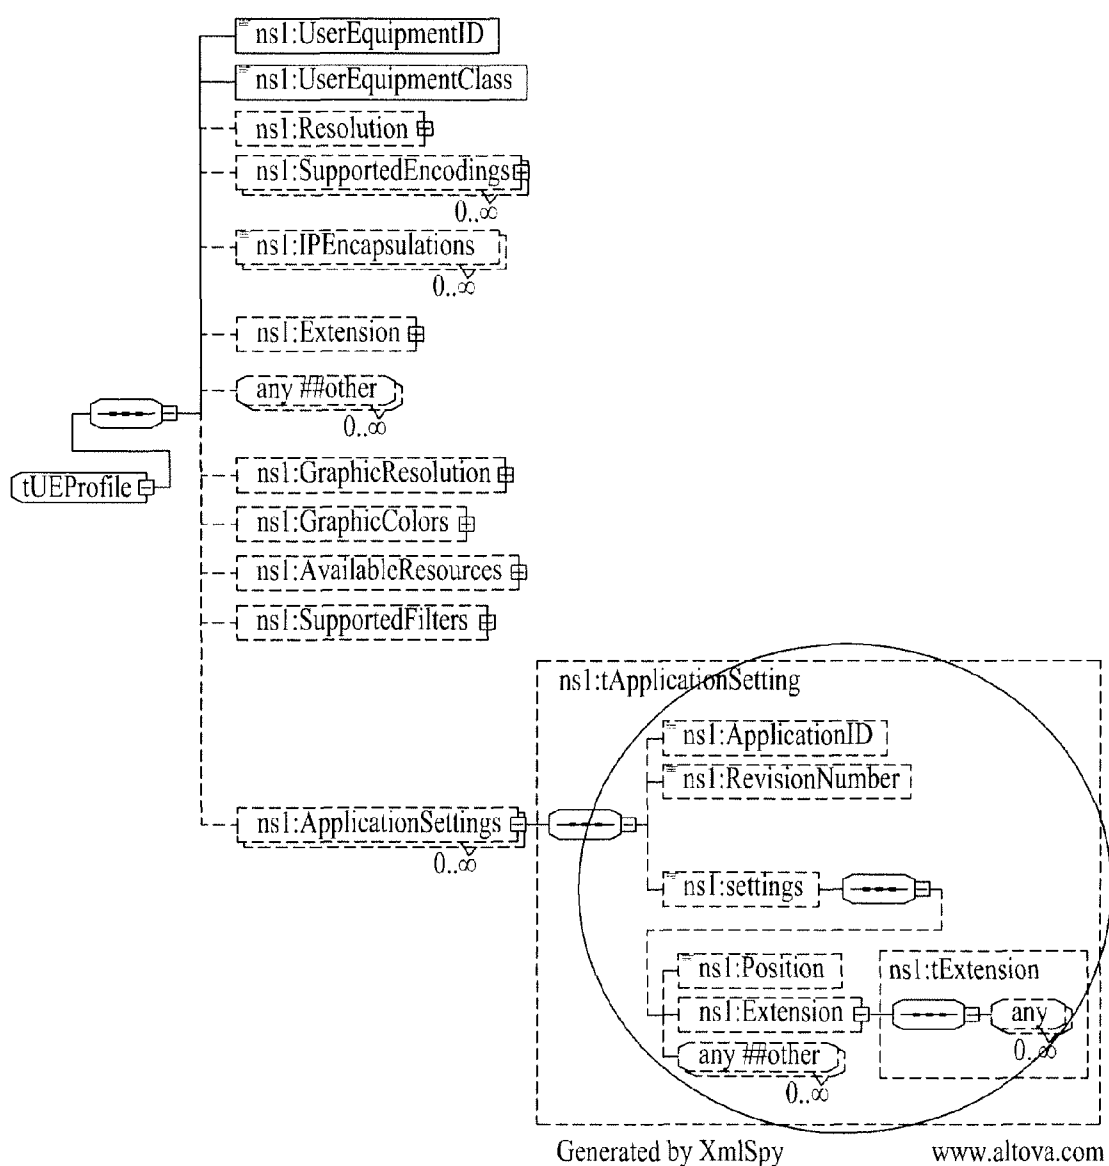 ns1:UserEquipmentID
ns1:UserEquipmentClass
ns1:Resolution
ns1:SupportedEncodings
0..∞
ns1:IPEncapsulations
0..∞
ns1:Extension
any ##other
0..∞
tUEProfile
ns1:GraphicResolution
ns1:GraphicColors
ns1:AvailableResources
ns1:SupportedFilters
ns1:ApplicationSettings
0..∞
ns1:tApplicationSetting
ns1:ApplicationID
ns1:RevisionNumber
ns1:settings
ns1:Position
ns1:Extension
any ##other
0..∞
ns1:tExtension
any
0..∞
Generated by XmlSpy
www.altova.com